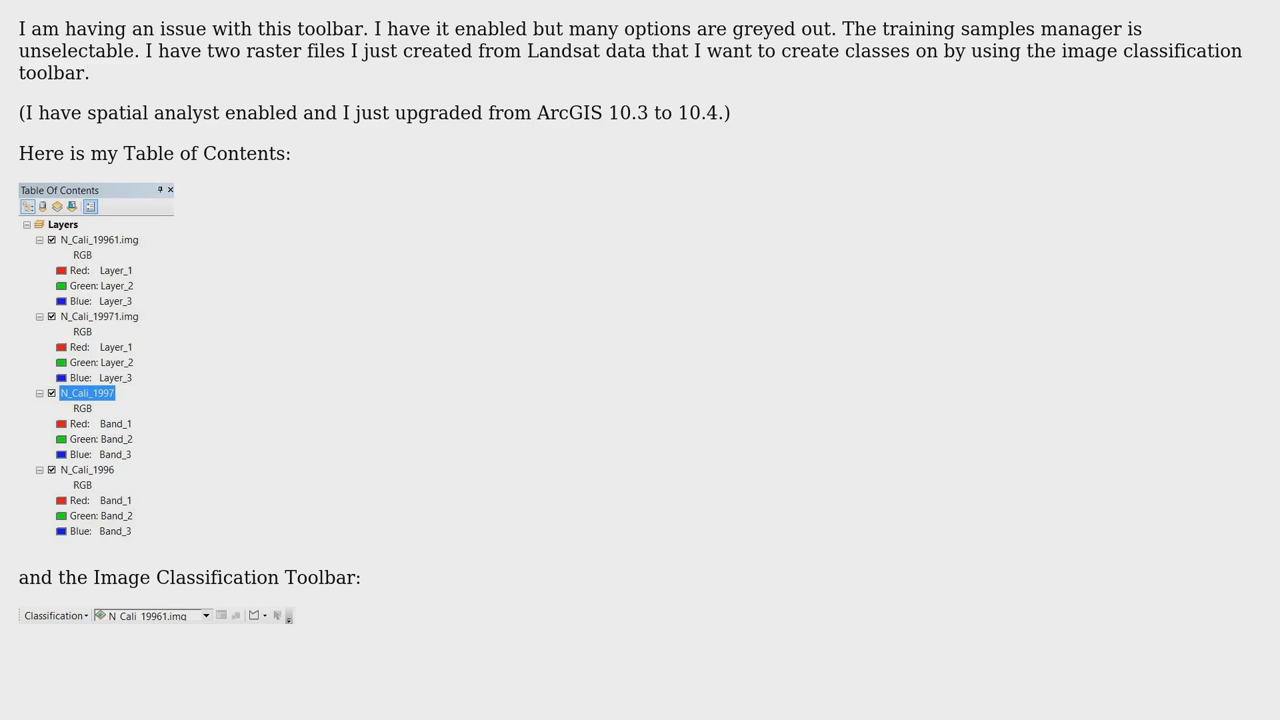 I am having an issue with this toolbar. I have it enabled but many options are greyed out. The training samples manager is
unselectable. I have two raster files I just created from Landsat data that I want to create classes on by using the image classification
toolbar.
(I have spatial analyst enabled and I just upgraded from ArcGIS 10.3 to 10.4.)
Here is my Table of Contents:
Table Of Contents
Layers
N_Cali_19961.img
RGB
Red: Layer_1
Green: Layer_2
Blue: Layer_3
N_Cali_19971.img
RGB
Red: Layer_1
Green: Layer_2
Blue: Layer_3
N_Cali_1997
RGB
Red: Band_1
Green: Band_2
Blue: Band_3
N_Cali_1996
RGB
Red: Band_1
Green: Band_2
Blue: Band_3
and the Image Classification Toolbar:
Classification N_Cali_19961.img